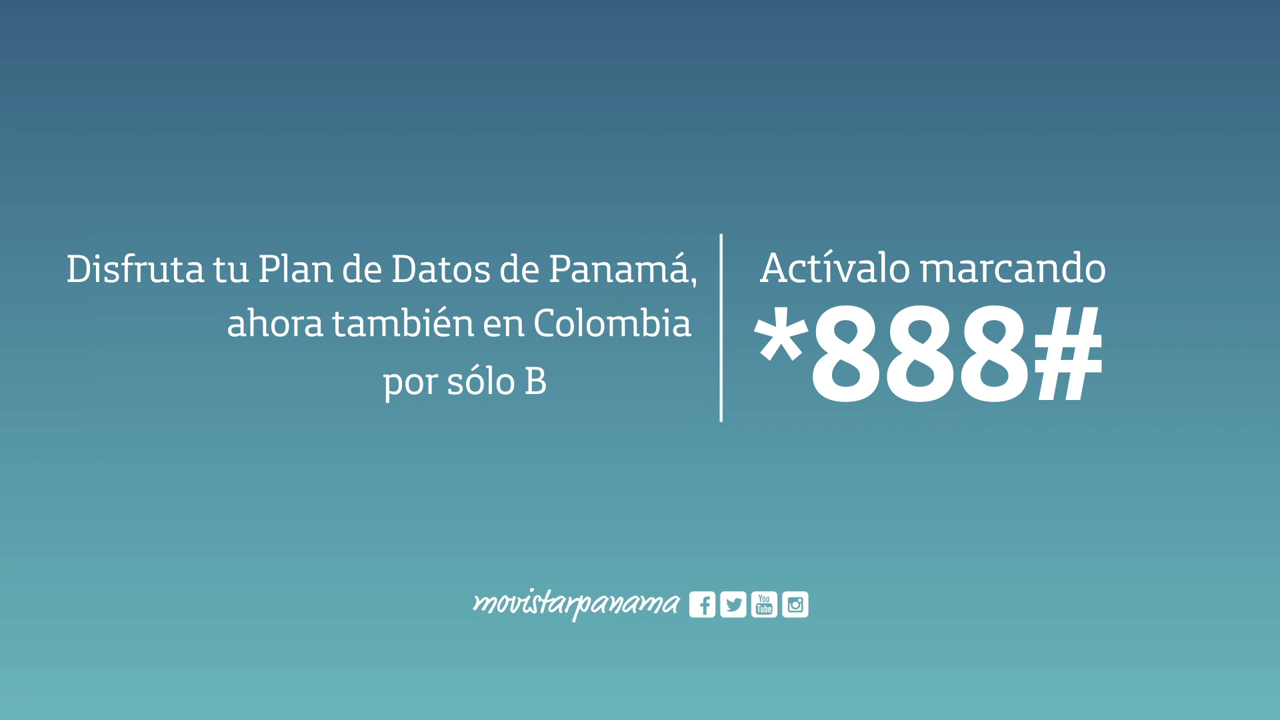 Disfruta tu Plan de Datos de Panamá,
ahora también en Colombia
por sólo B
Actívalo marcando
*888#
movistarpanama
You Tube